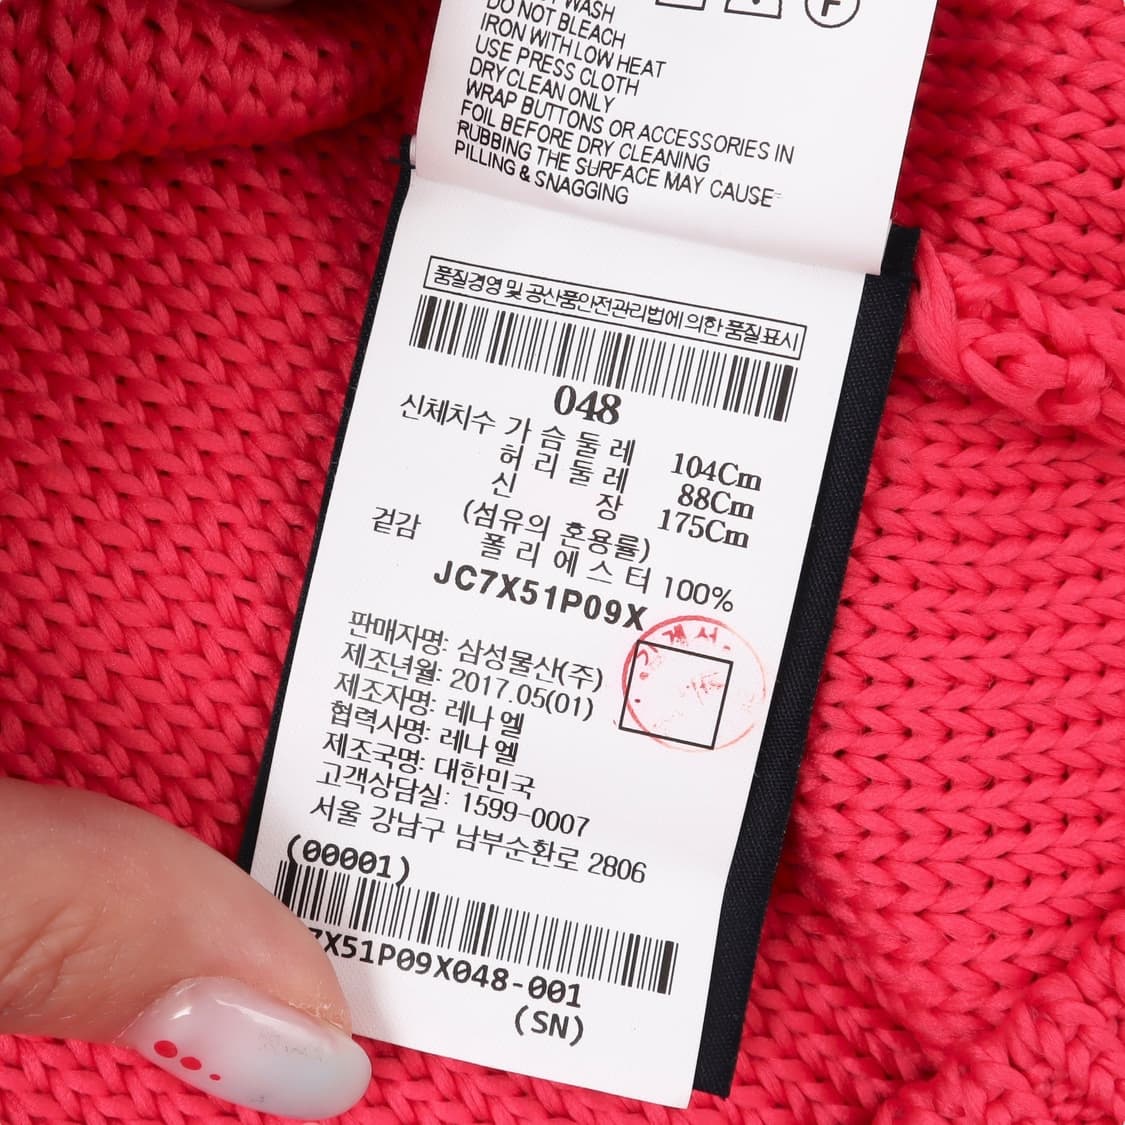 WASH
DO NOT BLEACH
IRON WITH LOW HEAT
USE PRESS CLOTH
DRY CLEAN ONLY
WRAP BUTTONS OR ACCESSORIES IN
FOIL BEFORE DRY CLEANING
RUBBING THE SURFACE MAY CAUSE
PILLING & SNAGGING
F
품질경영 및 공산품안전관리법에 의한 품질표시
048
신체치수 가슴둘레 104Cm
허리둘레 88Cm
신 장 175Cm
(섬유의 혼용률)
겉감 폴리에스터 100%
JC7X51P09X
판매자명: 삼성물산(주)
제조년월: 2017.05(01)
제조자명: 레나엘
협력사명: 레나엘
제조국명: 대한민국
고객상담실: 1599-0007
서울 강남구 남부순환로 2806
(00001)
7X51P09X048-001
(SN)